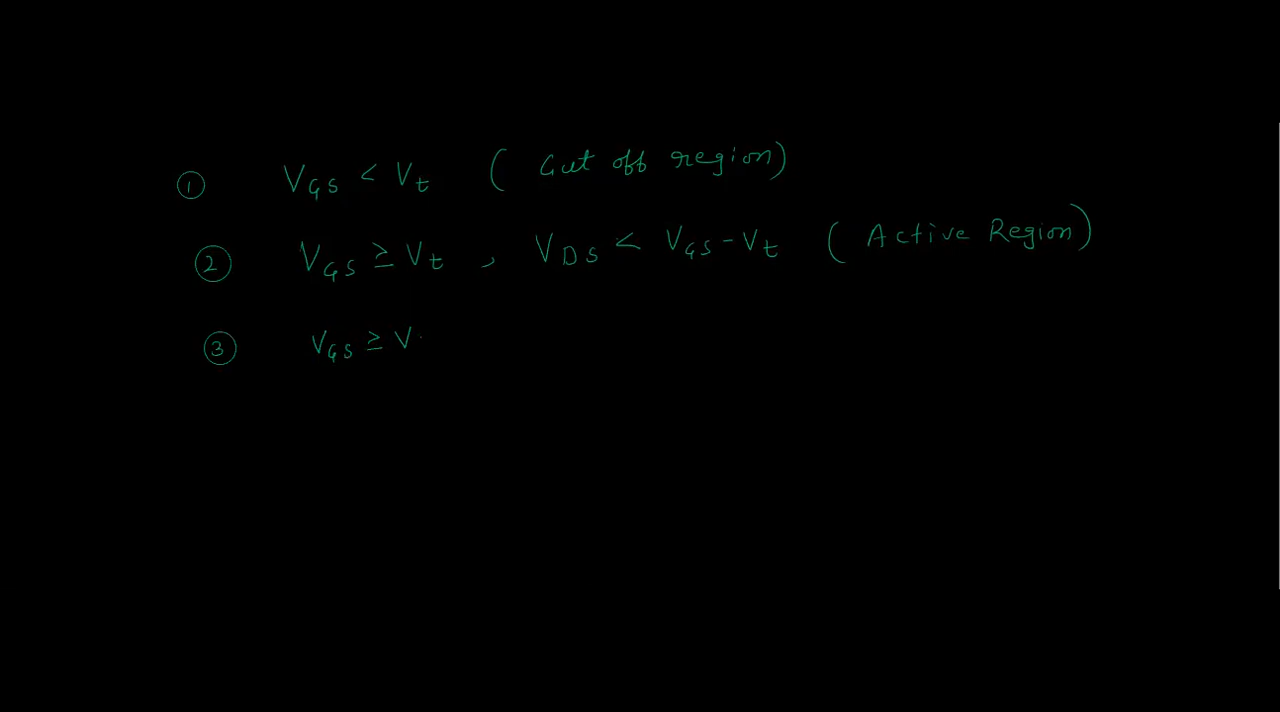 ① V_GS < V_t ( Cut off region)
② V_GS ≥ V_t , V_DS < V_GS - V_t ( Active Region)
③ V_GS ≥ V